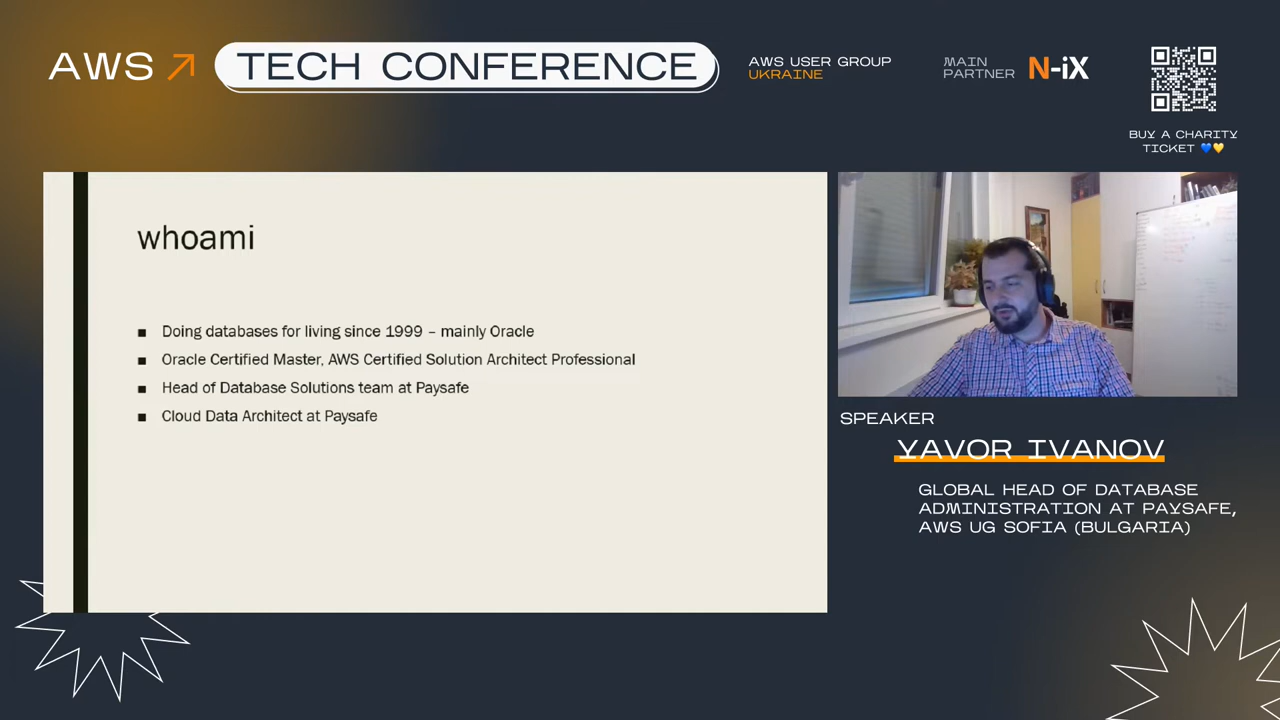 AWS ↗ TECH CONFERENCE
AWS USER GROUP
UKRAINE
MAIN
PARTNER
N-iX
BUY A CHARITY
TICKET 💙💛
whoami
■ Doing databases for living since 1999 – mainly Oracle
■ Oracle Certified Master, AWS Certified Solution Architect Professional
■ Head of Database Solutions team at Paysafe
■ Cloud Data Architect at Paysafe
SPEAKER
YAVOR IVANOV
GLOBAL HEAD OF DATABASE
ADMINISTRATION AT PAYSAFE,
AWS UG SOFIA (BULGARIA)